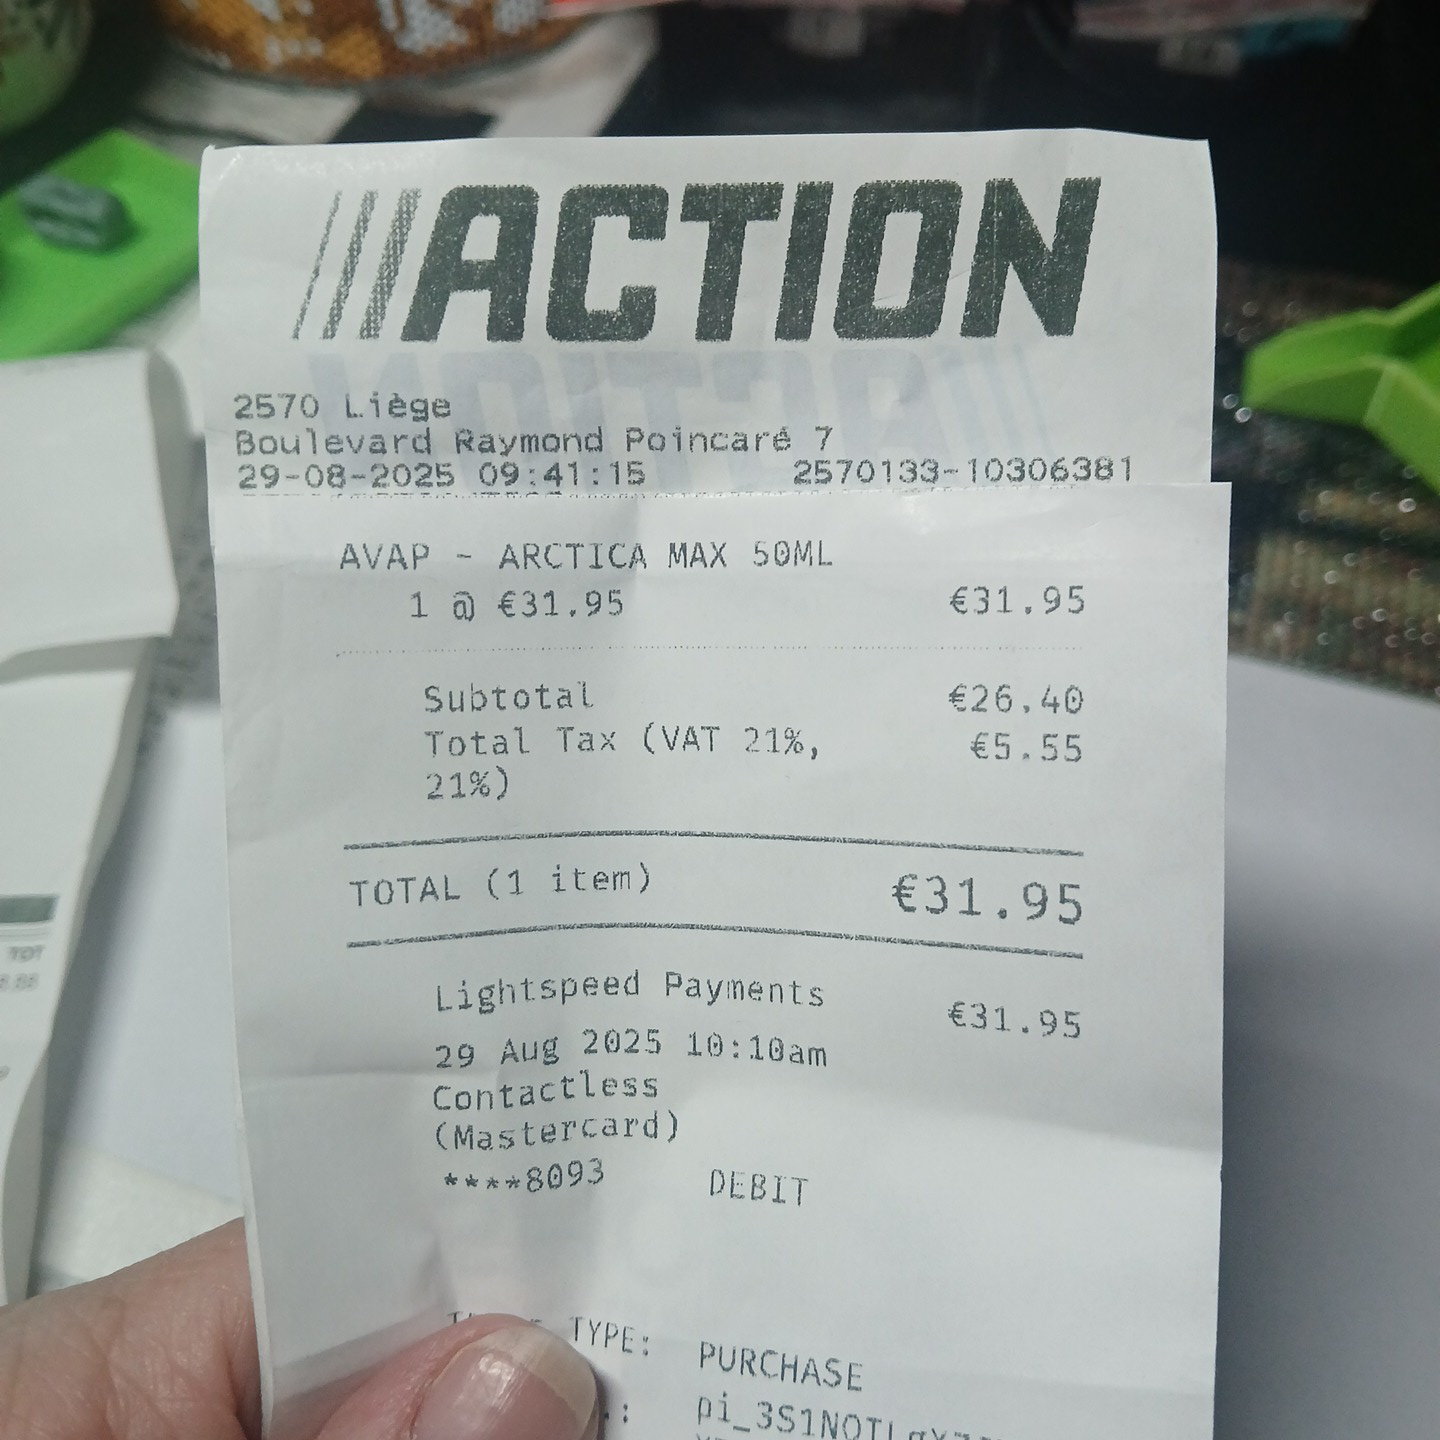 ACTION
2570 Liège
Boulevard Raymond Poincaré 7
29-08-2025 09:41:15 2570133-10306381
AVAP - ARCTICA MAX 50ML
1 @ €31.95 €31.95
Subtotal €26.40
Total Tax (VAT 21%, €5.55
21%)
TOTAL (1 item) €31.95
Lightspeed Payments €31.95
29 Aug 2025 10:10am
Contactless
(Mastercard)
****8093 DEBIT
TYPE: PURCHASE
TOT